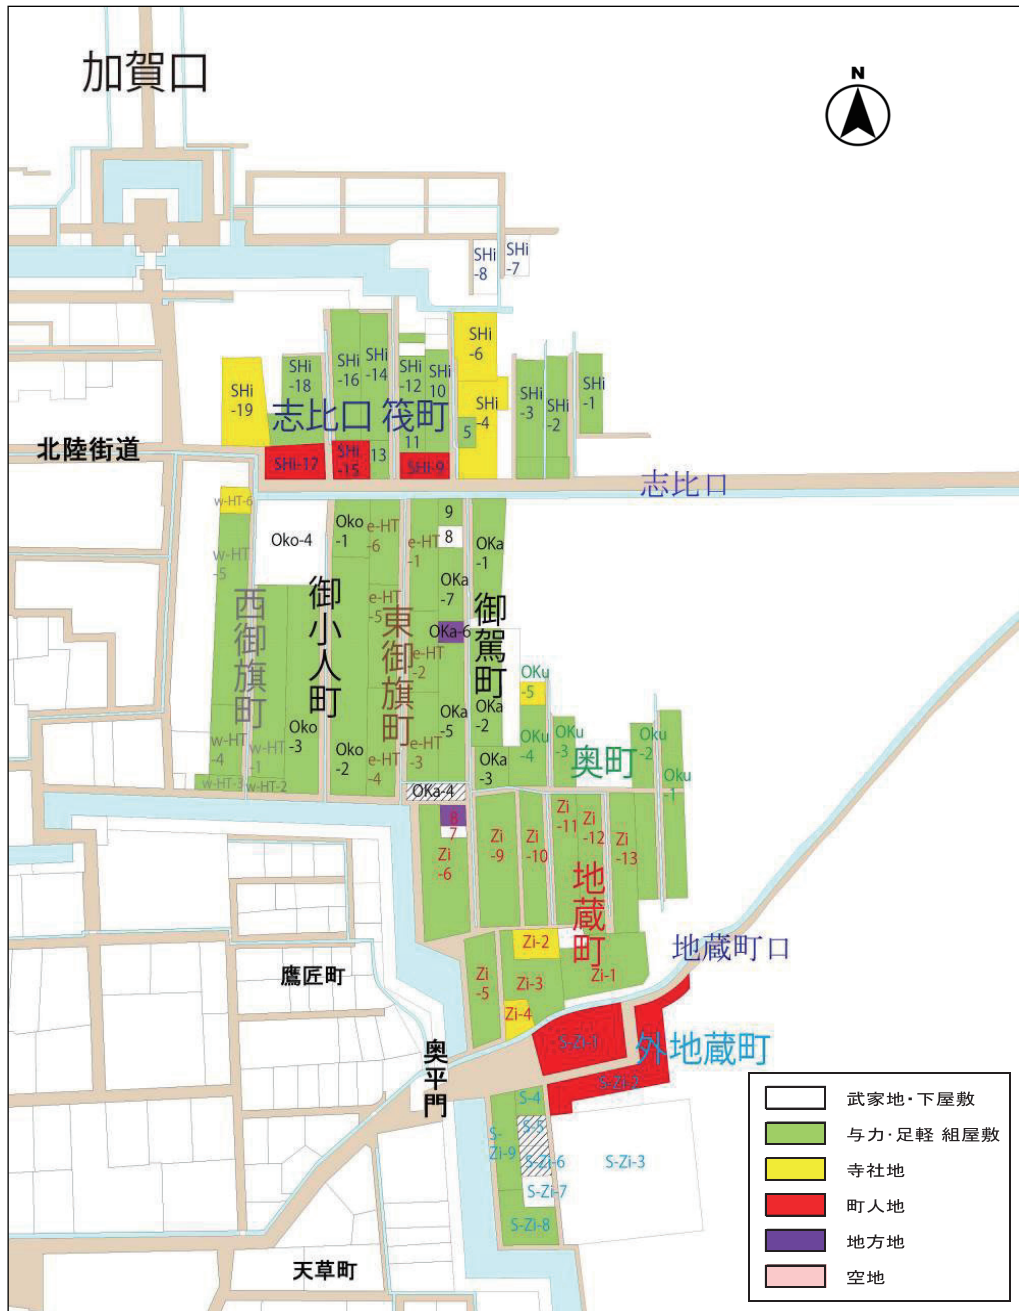 加賀口
N
SHi
-8
SHi
-7
SHi
-6
SHi
-19
SHi
-18
SHi
-16
SHi
-14
SHi
-12
SHi
10
SHi
-4
SHi
-3
SHi
-2
SHi
-1
志比口 筏町
5
11
13
北陸街道
SHi-17
SHi
-15
SHi-9
志比口
w-HT-6
w-HT
-5
Oko-4
Oko
-1
e-HT
-6
e-HT
-1
9
8
OKa
-1
OKa
-7
西御旗町
御小人町
e-HT
-5
東御旗町
OKa-6
御駕町
e-HT
-2
OKu
-5
OKa
-5
OKa
-2
OKu
-4
OKu
-3
Oku
-2
奥町
Oku
-1
w-HT
-4
w-HT
-1
Oko
-3
Oko
-2
e-HT
-4
e-HT
-3
OKa
-3
w-HT-3
w-HT-2
OKa-4
8
7
Zi
-6
Zi
-9
Zi
-10
Zi
-11
Zi
-12
Zi
-13
地蔵町
Zi-2
地蔵町口
鷹匠町
Zi
-5
Zi-3
Zi-1
Zi-4
奥平門
S-Zi-1
外地蔵町
S-Zi-2
S-4
S-5
S-
Zi-9
S-Zi-6
S-Zi-3
S-Zi-7
S-Zi-8
天草町
武家地・下屋敷
与力・足軽 組屋敷
寺社地
町人地
地方地
空地